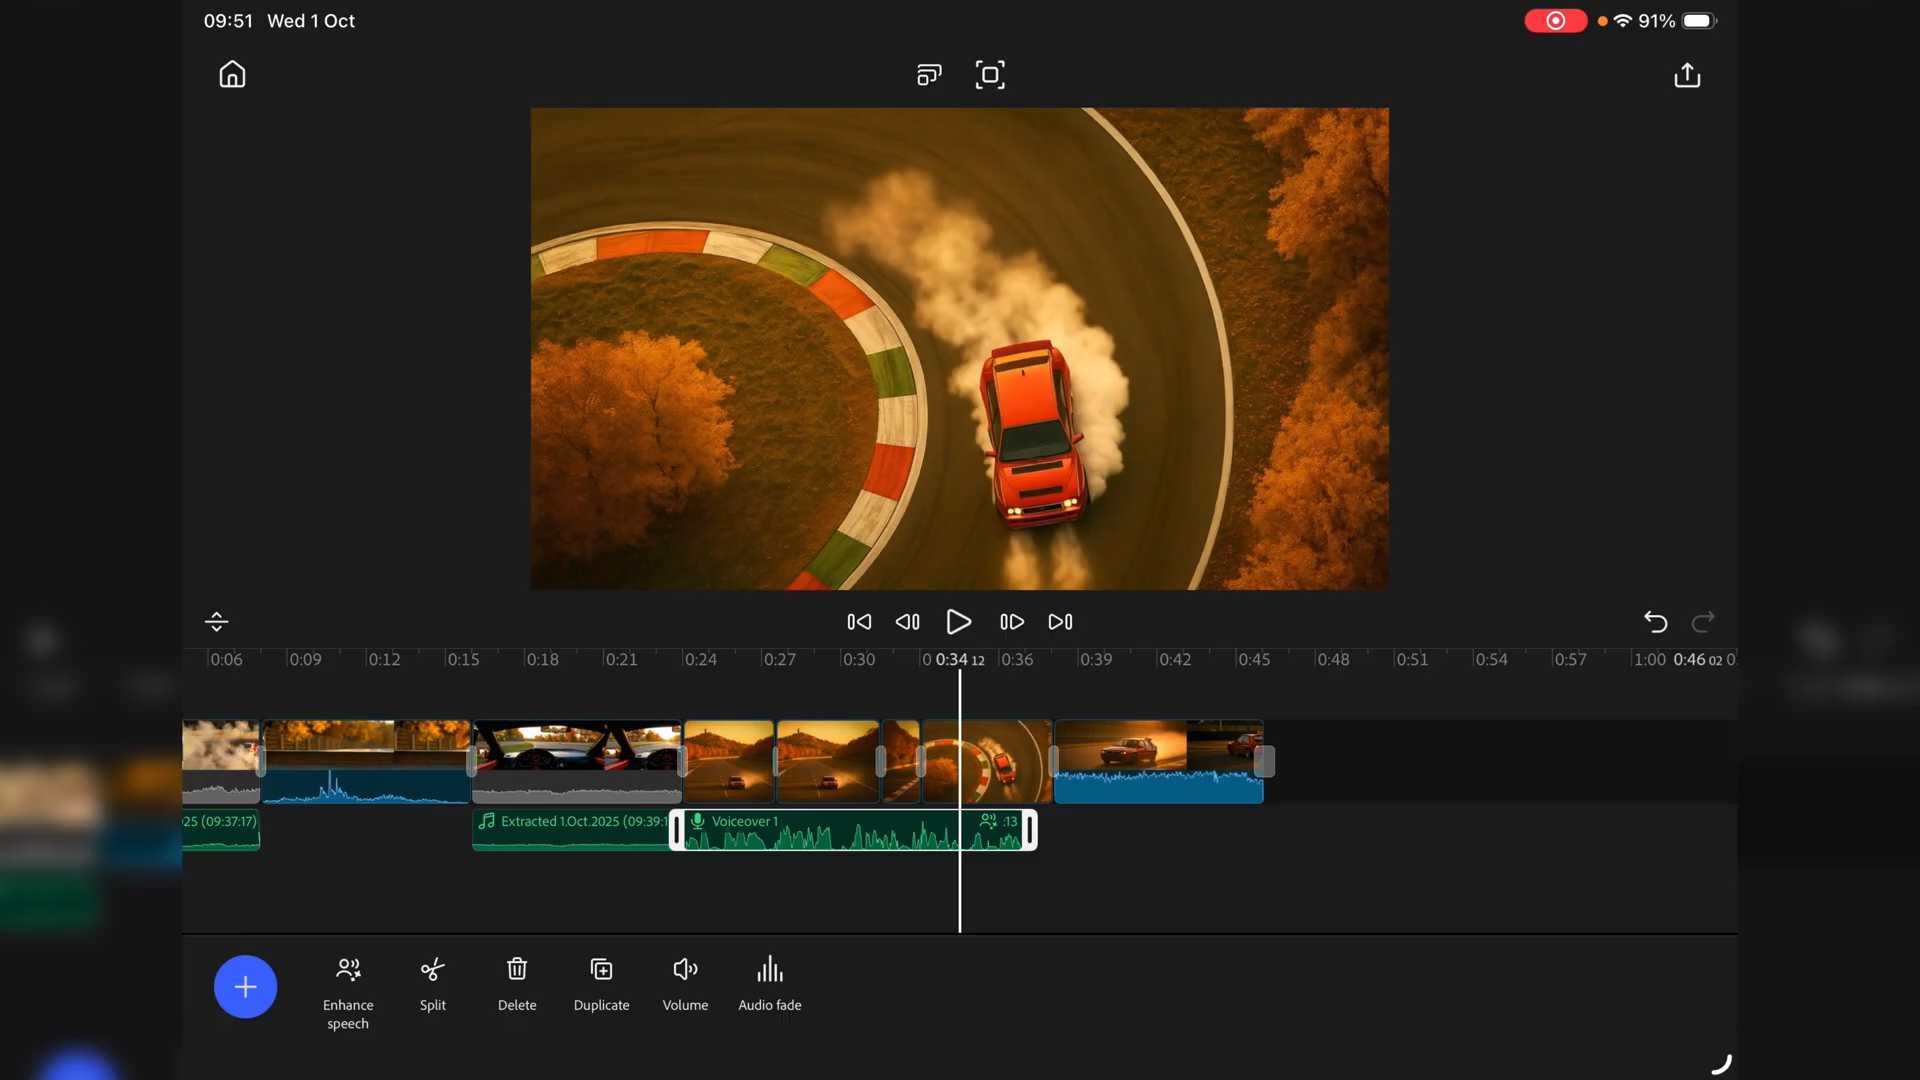 09:51 Wed 1 Oct
91%
0:06 0:09 0:12 0:15 0:18 0:21 0:24 0:27 0:30 0 0:34 12 0:36 0:39 0:42 0:45 0:48 0:51 0:54 0:57 1:00 0:46 02 0
25 (09:37:17)
Extracted 1.Oct.2025 (09:39:1
Voiceover 1
:13
Enhance
speech
Split
Delete
Duplicate
Volume
Audio fade